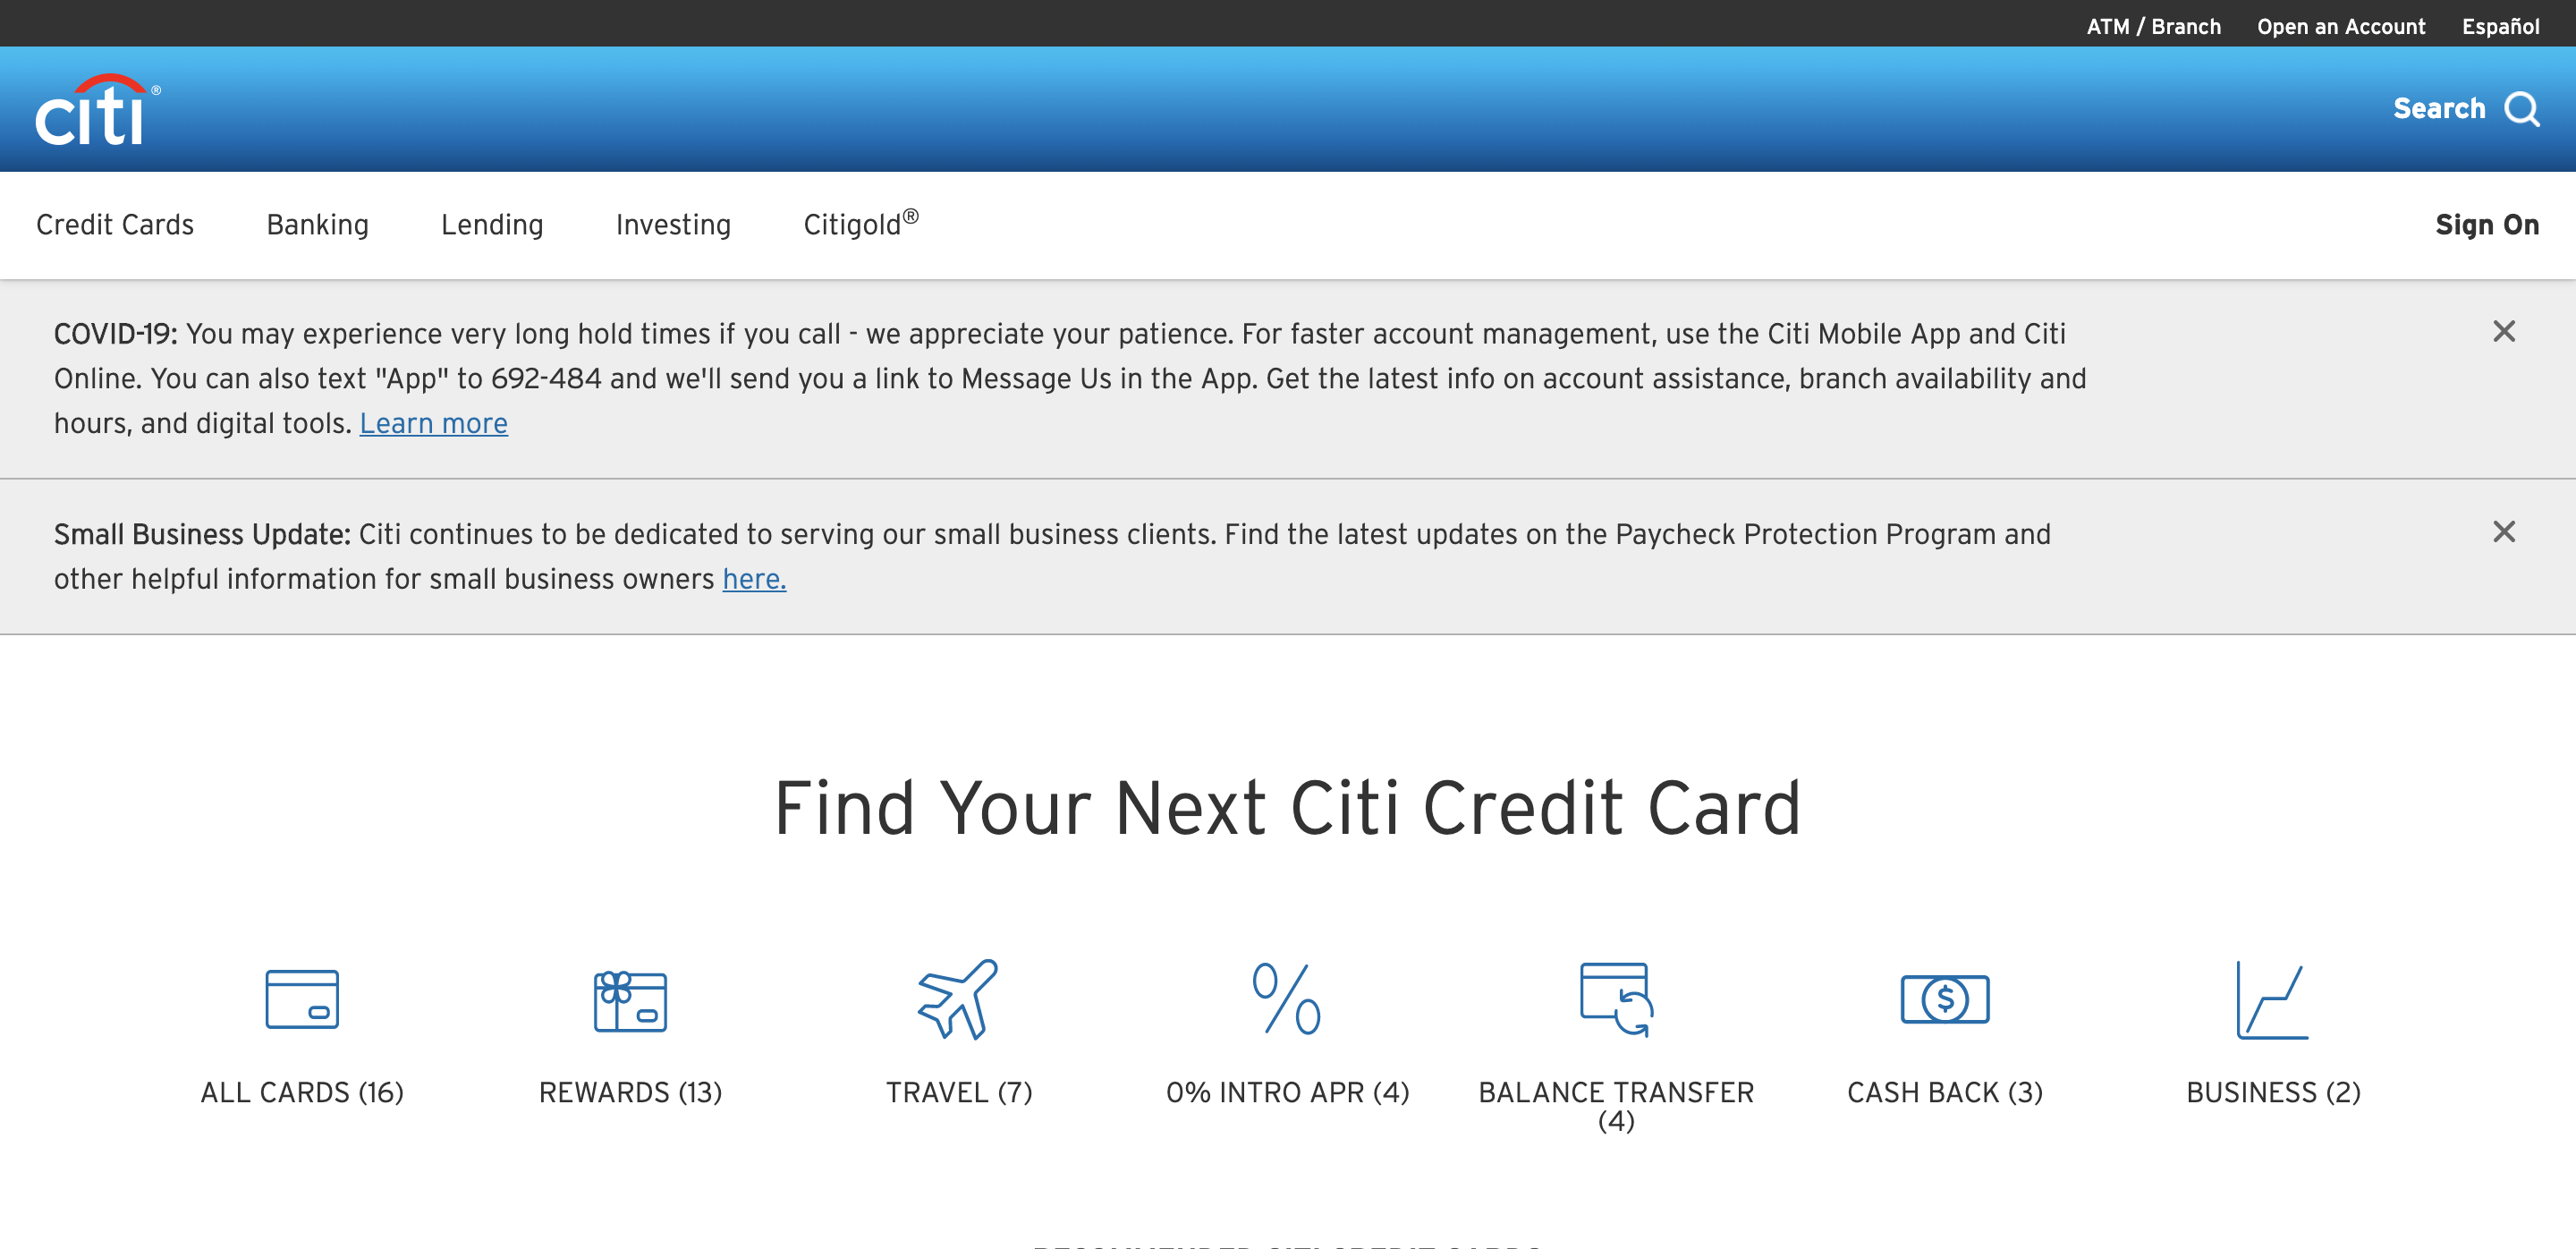 ATM / Branch Open an Account Español
citi®
Search
Credit Cards Banking Lending Investing Citigold® Sign On
COVID-19: You may experience very long hold times if you call - we appreciate your patience. For faster account management, use the Citi Mobile App and Citi
Online. You can also text "App" to 692-484 and we'll send you a link to Message Us in the App. Get the latest info on account assistance, branch availability and
hours, and digital tools. Learn more
Small Business Update: Citi continues to be dedicated to serving our small business clients. Find the latest updates on the Paycheck Protection Program and
other helpful information for small business owners here.
Find Your Next Citi Credit Card
ALL CARDS (16)
REWARDS (13)
TRAVEL (7)
0% INTRO APR (4)
BALANCE TRANSFER
(4)
CASH BACK (3)
BUSINESS (2)
RECOMMENDED CITI CREDIT CARDS